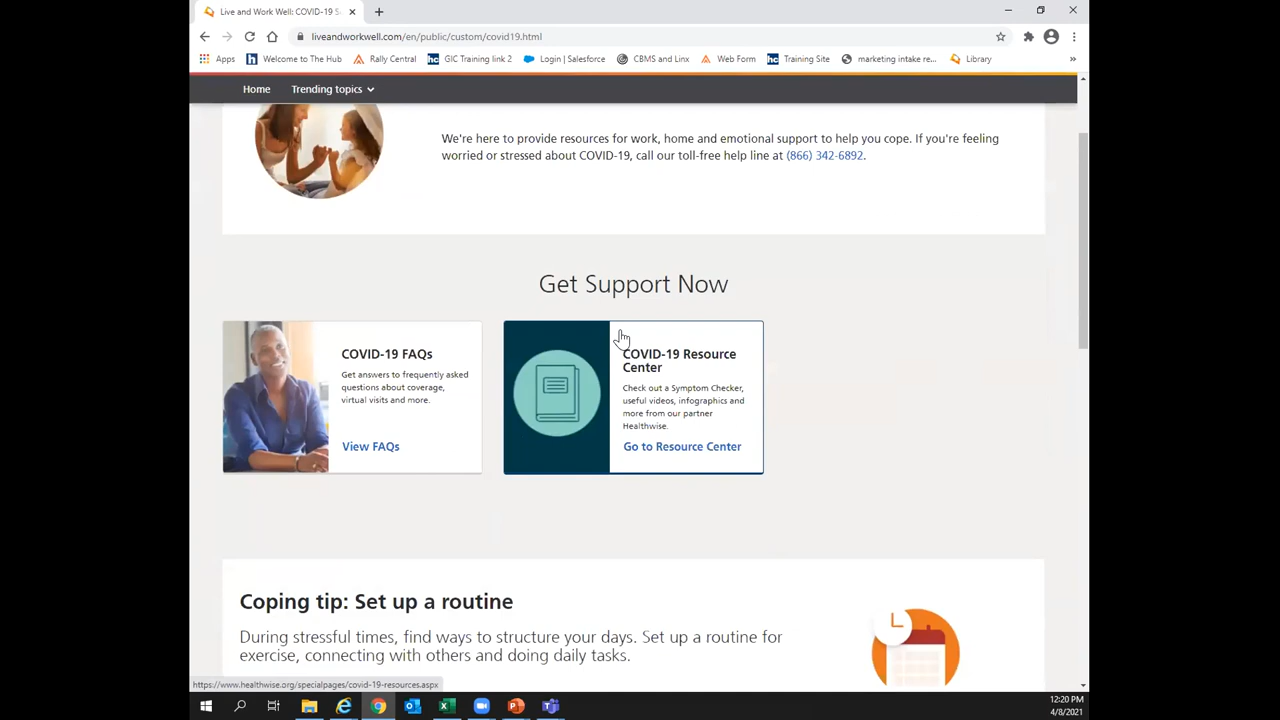 Live and Work Well: COVID-19 S
liveandworkwell.com/en/public/custom/covid19.html
Apps
Welcome to The Hub
Rally Central
GIC Training link 2
Login | Salesforce
CBMS and Linx
Web Form
Training Site
marketing intake re...
Library
Home
Trending topics
We're here to provide resources for work, home and emotional support to help you cope. If you're feeling
worried or stressed about COVID-19, call our toll-free help line at (866) 342-6892.
Get Support Now
COVID-19 FAQs
Get answers to frequently asked
questions about coverage,
virtual visits and more.
View FAQs
COVID-19 Resource
Center
Check out a Symptom Checker,
useful videos, infographics and
more from our partner
Healthwise.
Go to Resource Center
Coping tip: Set up a routine
During stressful times, find ways to structure your days. Set up a routine for
exercise, connecting with others and doing daily tasks.
https://www.healthwise.org/specialpages/covid-19-resources.aspx
12:20 PM
4/8/2021